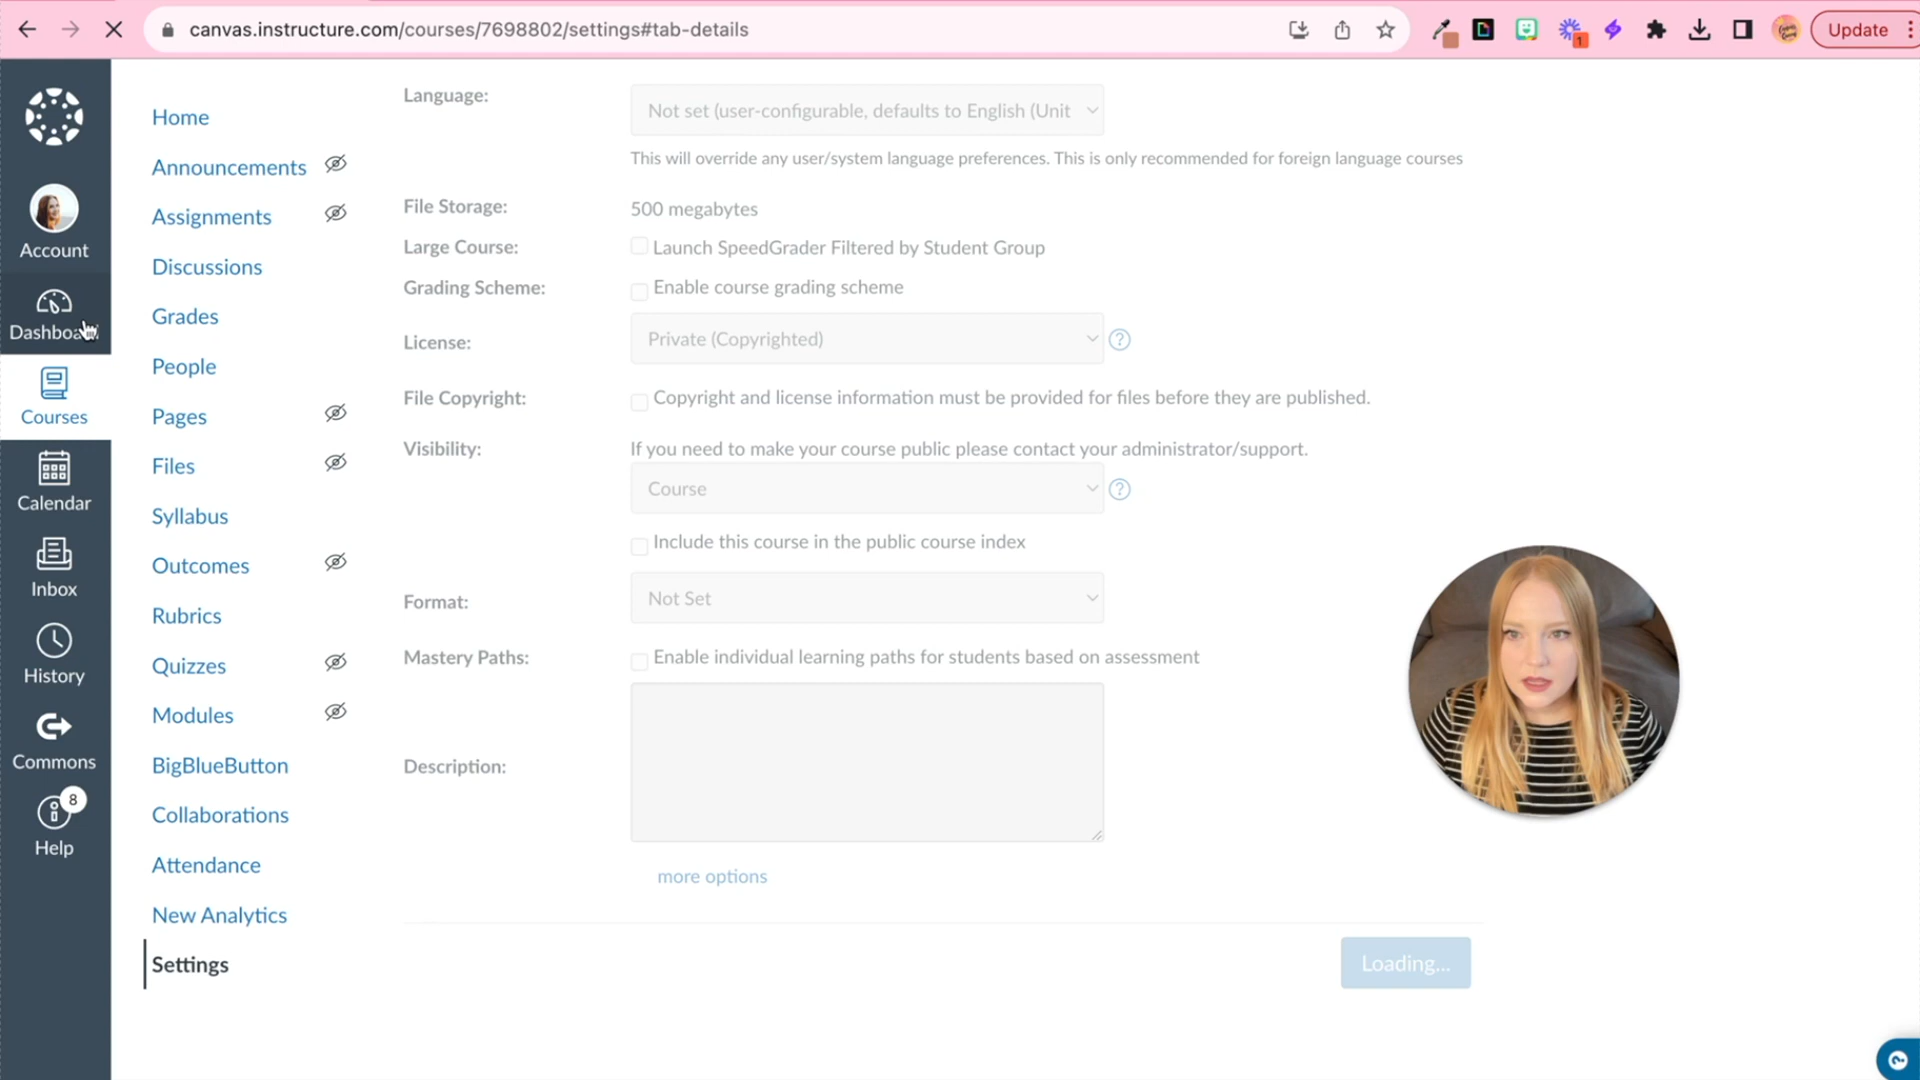 canvas.instructure.com/courses/7698802/settings#tab-details
1
Update
Account
Courses
Calendar
Inbox
History
Commons
8
Help
Home
Announcements
Assignments
Discussions
Grades
People
Pages
Files
Syllabus
Outcomes
Rubrics
Quizzes
Modules
BigBlueButton
Collaborations
Attendance
New Analytics
Settings
Language:
Not set (user-configurable, defaults to English (Unit
This will override any user/system language preferences. This is only recommended for foreign language courses
File Storage:
500 megabytes
Large Course:
Launch SpeedGrader Filtered by Student Group
Grading Scheme:
Enable course grading scheme
License:
Private (Copyrighted)
?
File Copyright:
Copyright and license information must be provided for files before they are published.
Visibility:
If you need to make your course public please contact your administrator/support.
Course
?
Include this course in the public course index
Format:
Not Set
Mastery Paths:
Enable individual learning paths for students based on assessment
Description:
more options
Loading...